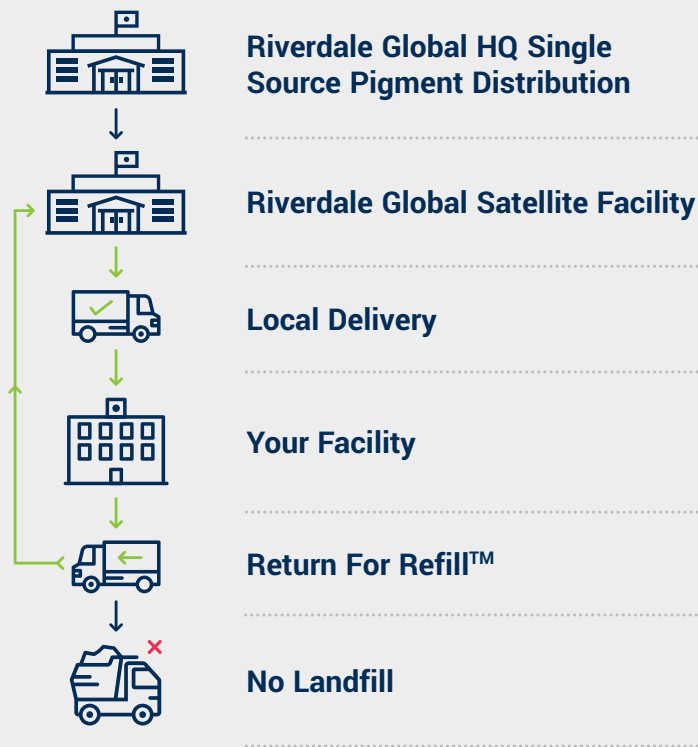 Riverdale Global HQ Single
Source Pigment Distribution
Riverdale Global Satellite Facility
Local Delivery
Your Facility
Return For Refill™
No Landfill